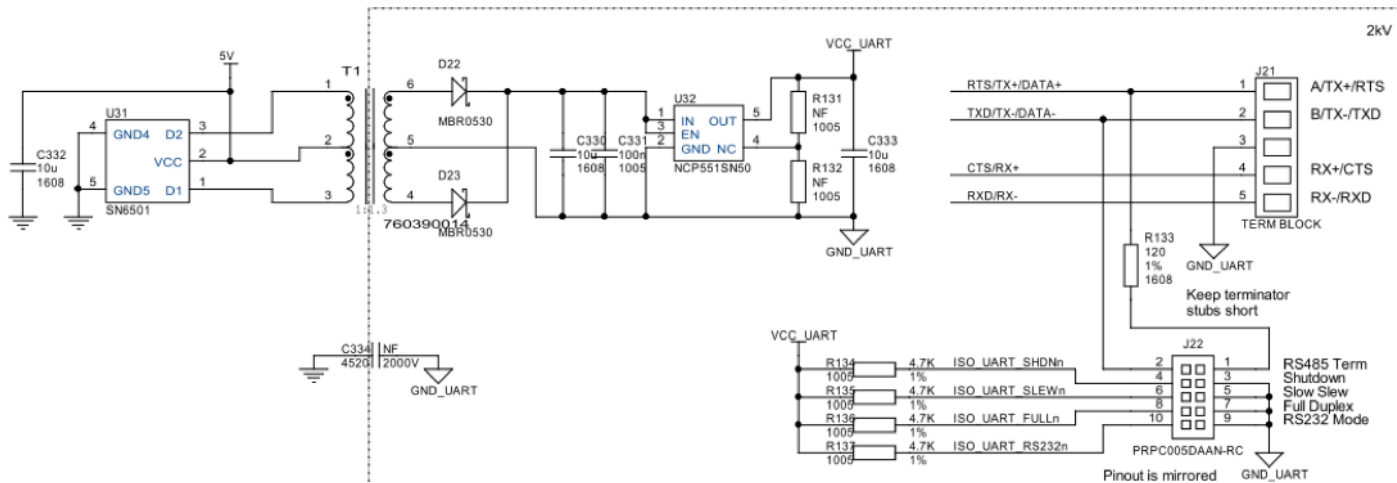 2kV
5V
T1
U31
4 GND4 D2 3
VCC 2
5 GND5 D1 1
SN6501
C332
10u
1608
1
2
3
6
5
4
1:1.3
760390014
D22
MBR0530
D23
MBR0530
C330
10u
1608
C331
100n
1005
U32
1 IN OUT 5
3 EN
2 GND NC 4
NCP551SN50
VCC_UART
R131
NF
1005
R132
NF
1005
C333
10u
1608
GND_UART
J21
RTS/TX+/DATA+ 1 A/TX+/RTS
TXD/TX-/DATA- 2 B/TX-/TXD
3
CTS/RX+ 4 RX+/CTS
RXD/RX- 5 RX-/RXD
TERM BLOCK
GND_UART
R133
120
1%
1608
Keep terminator
stubs short
C334 NF
4520 2000V
GND_UART
VCC_UART
R134 4.7K ISO_UART_SHDNn
1005 1%
R135 4.7K ISO_UART_SLEWn
1005 1%
R136 4.7K ISO_UART_FULLn
1005 1%
R137 4.7K ISO_UART_RS232n
1005 1%
J22
2 1 RS485 Term
4 3 Shutdown
6 5 Slow Slew
8 7 Full Duplex
10 9 RS232 Mode
PRPC005DAAN-RC
Pinout is mirrored
GND_UART